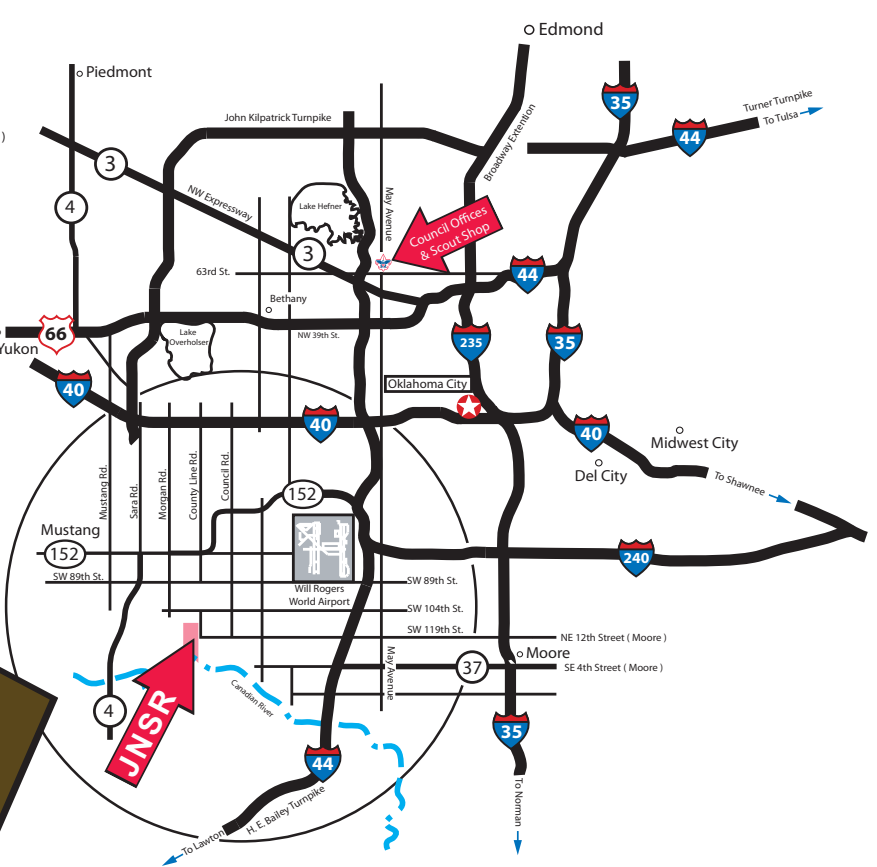 Edmond
Piedmont
35
Turner Turnpike
To Tulsa
44
John Kilpatrick Turnpike
Broadway Extention
)
3
NW Expressway
4
Lake Hefner
May Avenue
Council Offices
& Scout Shop
3
63rd St.
44
Bethany
66
Yukon
Lake
Overholser
NW 39th St.
235
35
40
Oklahoma City
40
40
Midwest City
Del City
To Shawnee
Mustang Rd.
Sara Rd.
Morgan Rd.
County Line Rd.
Council Rd.
152
Mustang
152
240
SW 89th St.
SW 89th St.
Will Rogers
World Airport
SW 104th St.
SW 119th St.
NE 12th Street ( Moore )
Moore
37
SE 4th Street ( Moore )
May Avenue
Canadian River
4
JNSR
35
44
H. E. Bailey Turnpike
To Norman
To Lawton